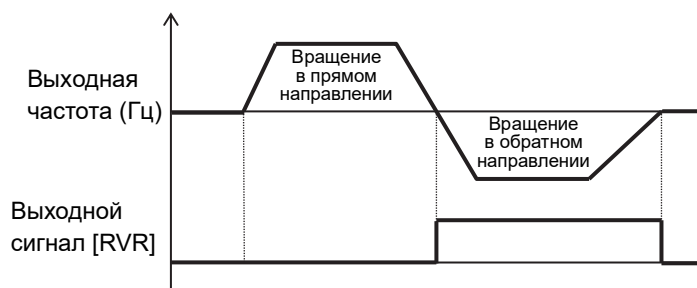 Выходная
частота (Гц)
Вращение
в прямом
направлении
Вращение
в обратном
направлении
Выходной
сигнал [RVR]